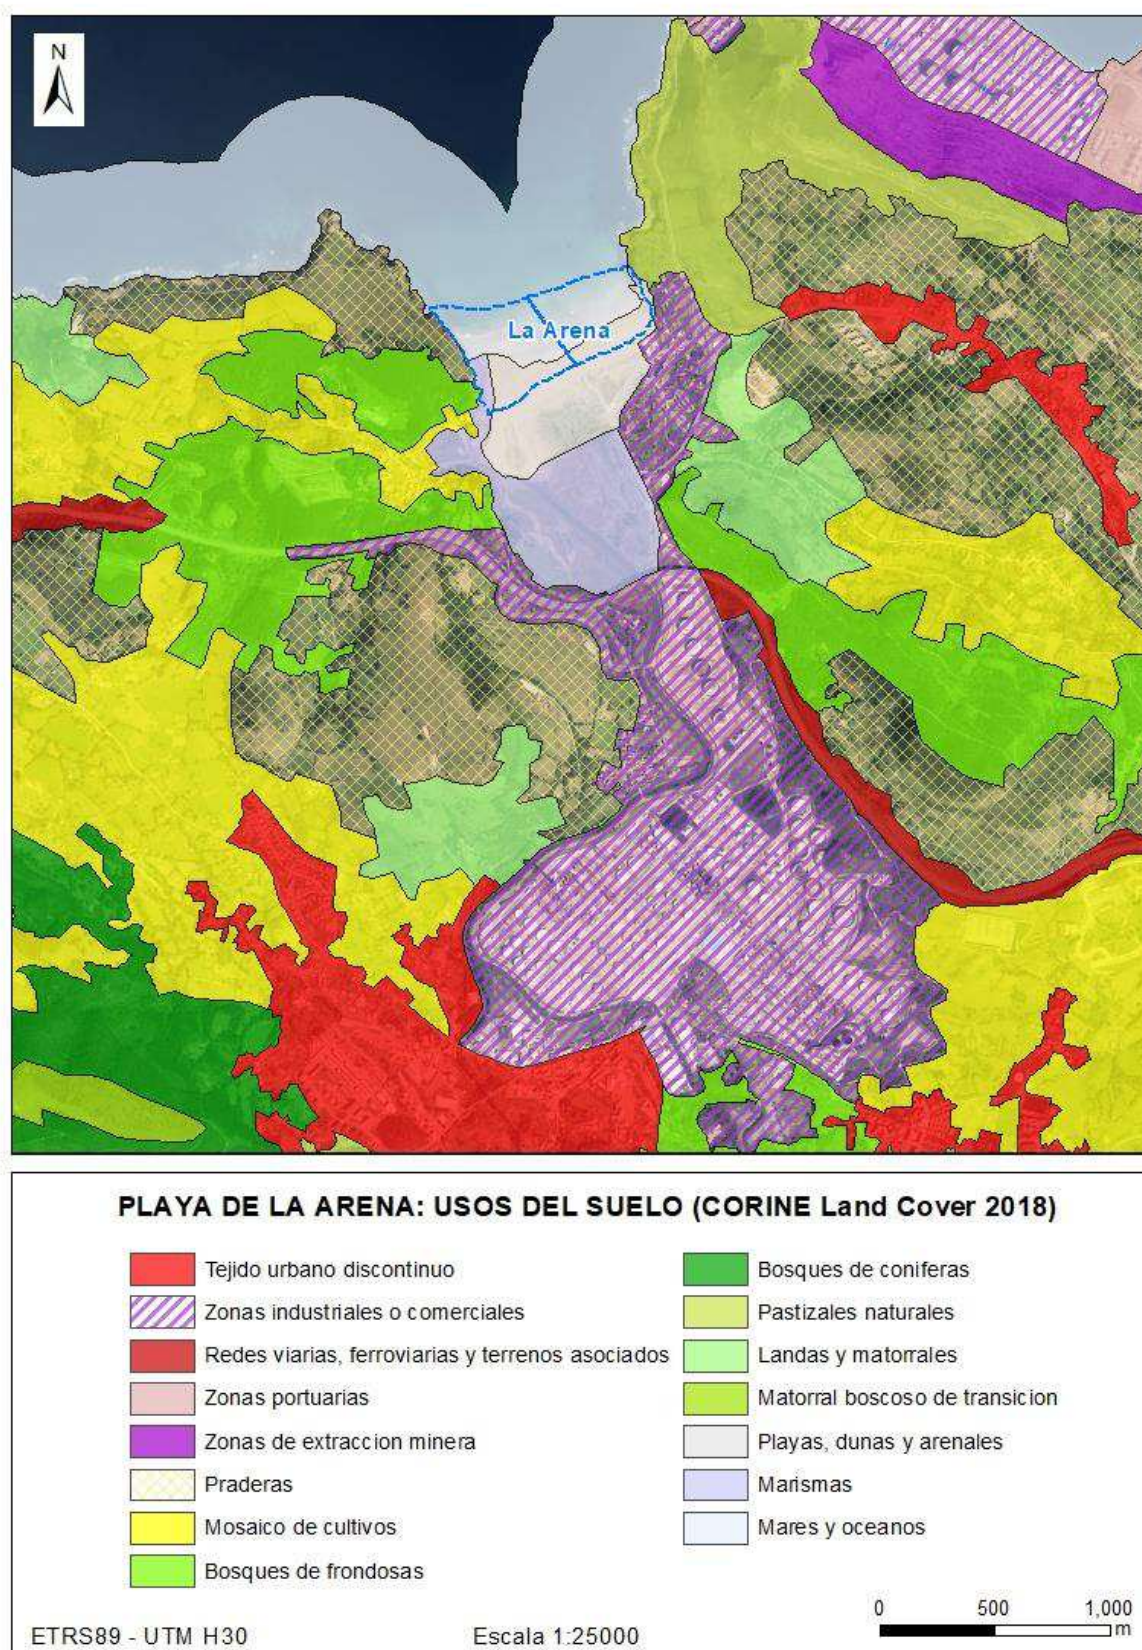 N
La Arena
PLAYA DE LA ARENA: USOS DEL SUELO (CORINE Land Cover 2018)
Tejido urbano discontinuo
Zonas industriales o comerciales
Redes viarias, ferroviarias y terrenos asociados
Zonas portuarias
Zonas de extraccion minera
Praderas
Mosaico de cultivos
Bosques de frondosas
Bosques de coniferas
Pastizales naturales
Landas y matorrales
Matorral boscoso de transicion
Playas, dunas y arenales
Marismas
Mares y oceanos
0 500 1,000
m
ETRS89 - UTM H30
Escala 1:25000